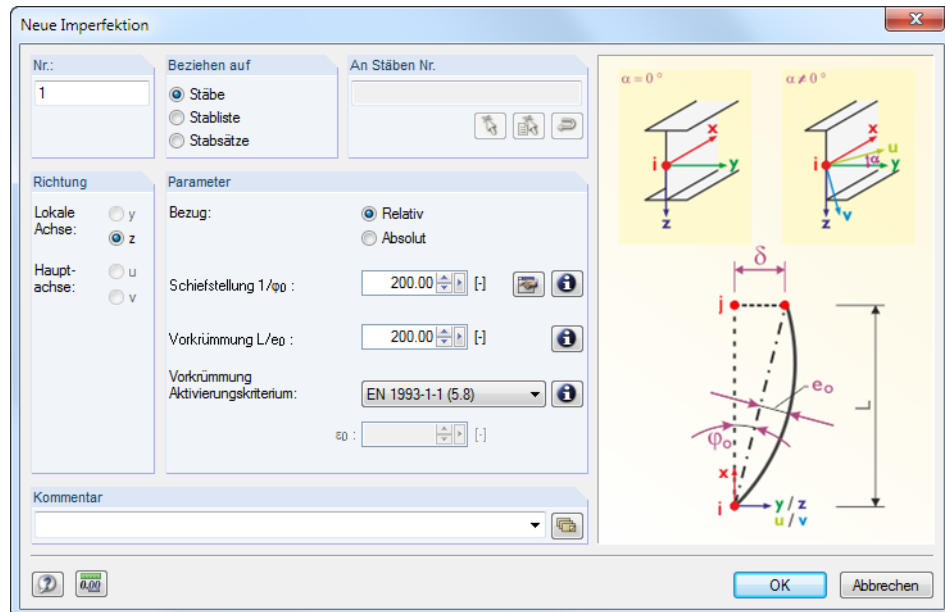 Neue Imperfektion
Nr.:
1
Beziehen auf
Stäbe
Stabliste
Stabsätze
An Stäben Nr.
Richtung
Lokale
Achse:
y
z
Haupt-
achse:
u
v
Parameter
Bezug:
Relativ
Absolut
Schiefstellung 1/φ0 :
200.00
[-]
Vorkrümmung L/e0 :
200.00
[-]
Vorkrümmung
Aktivierungskriterium:
EN 1993-1-1 (5.8)
ε0 :
[-]
Kommentar
α = 0 °
x
i
y
z
α ≠ 0 °
x
u
i
α
y
z
v
δ
j
e₀
L
φ₀
x
i
y / z
u / v
0.00
OK
Abbrechen